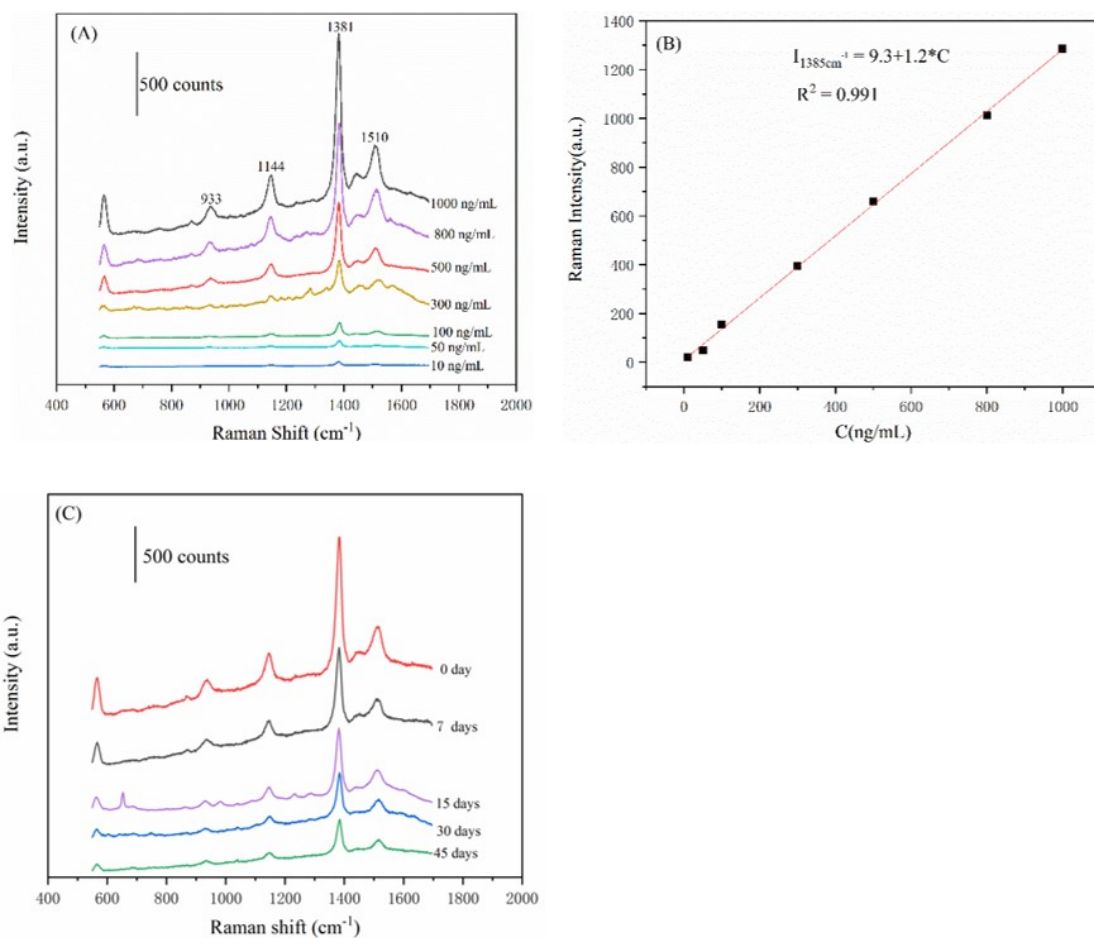 (A)
500 counts
1381
1510
1144
933
1000 ng/mL
800 ng/mL
500 ng/mL
300 ng/mL
100 ng/mL
50 ng/mL
10 ng/mL
Intensity (a.u.)
400 600 800 1000 1200 1400 1600 1800 2000
Raman Shift (cm⁻¹)
(B)
I₁₃₈₅cm⁻¹ = 9.3+1.2*C
R² = 0.991
1400
1200
1000
800
600
400
200
0
Raman Intensity(a.u.)
0 200 400 600 800 1000
C(ng/mL)
(C)
500 counts
0 day
7 days
15 days
30 days
45 days
Intensity (a.u.)
400 600 800 1000 1200 1400 1600 1800 2000
Raman shift (cm⁻¹)